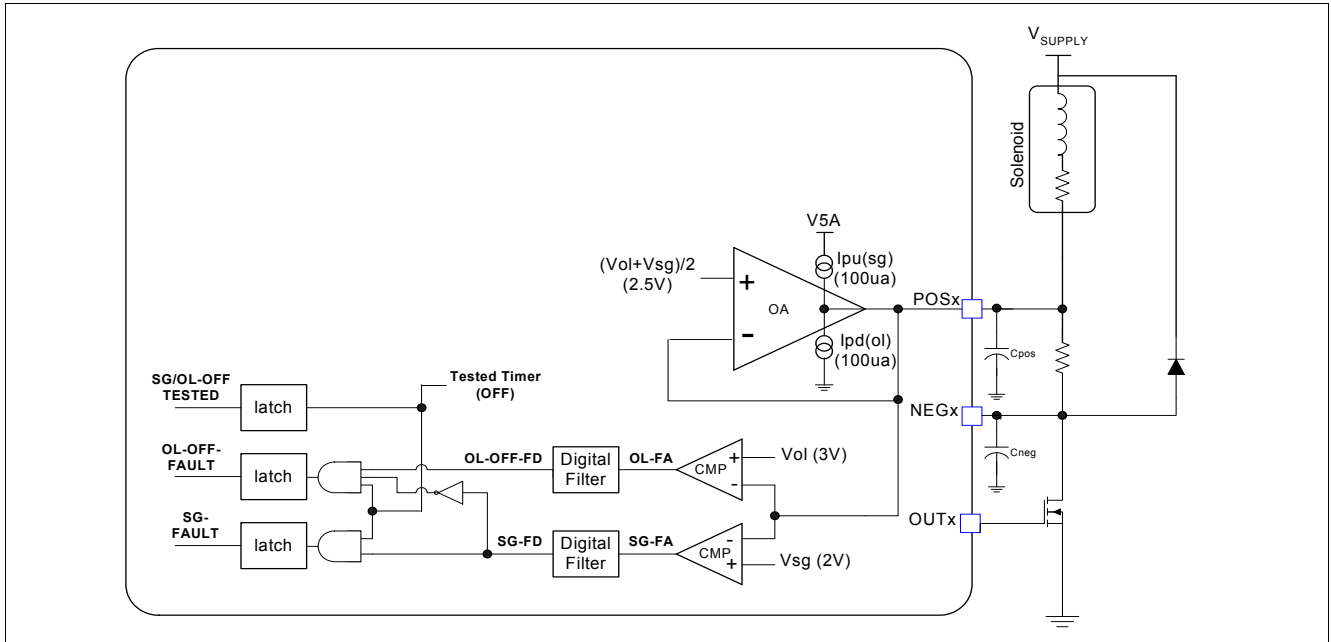 VSUPPLY
Solenoid
V5A
Ipu(sg)
(100ua)
(Vol+Vsg)/2
(2.5V)
+
OA
-
POSx
Ipd(ol)
(100ua)
Cpos
SG/OL-OFF
TESTED
latch
Tested Timer
(OFF)
NEGx
Cneg
OL-OFF-
FAULT
latch
OL-OFF-FD
Digital
Filter
OL-FA
CMP
+
-
Vol (3V)
OUTx
SG-
FAULT
latch
SG-FD
Digital
Filter
SG-FA
CMP
-
+
Vsg (2V)